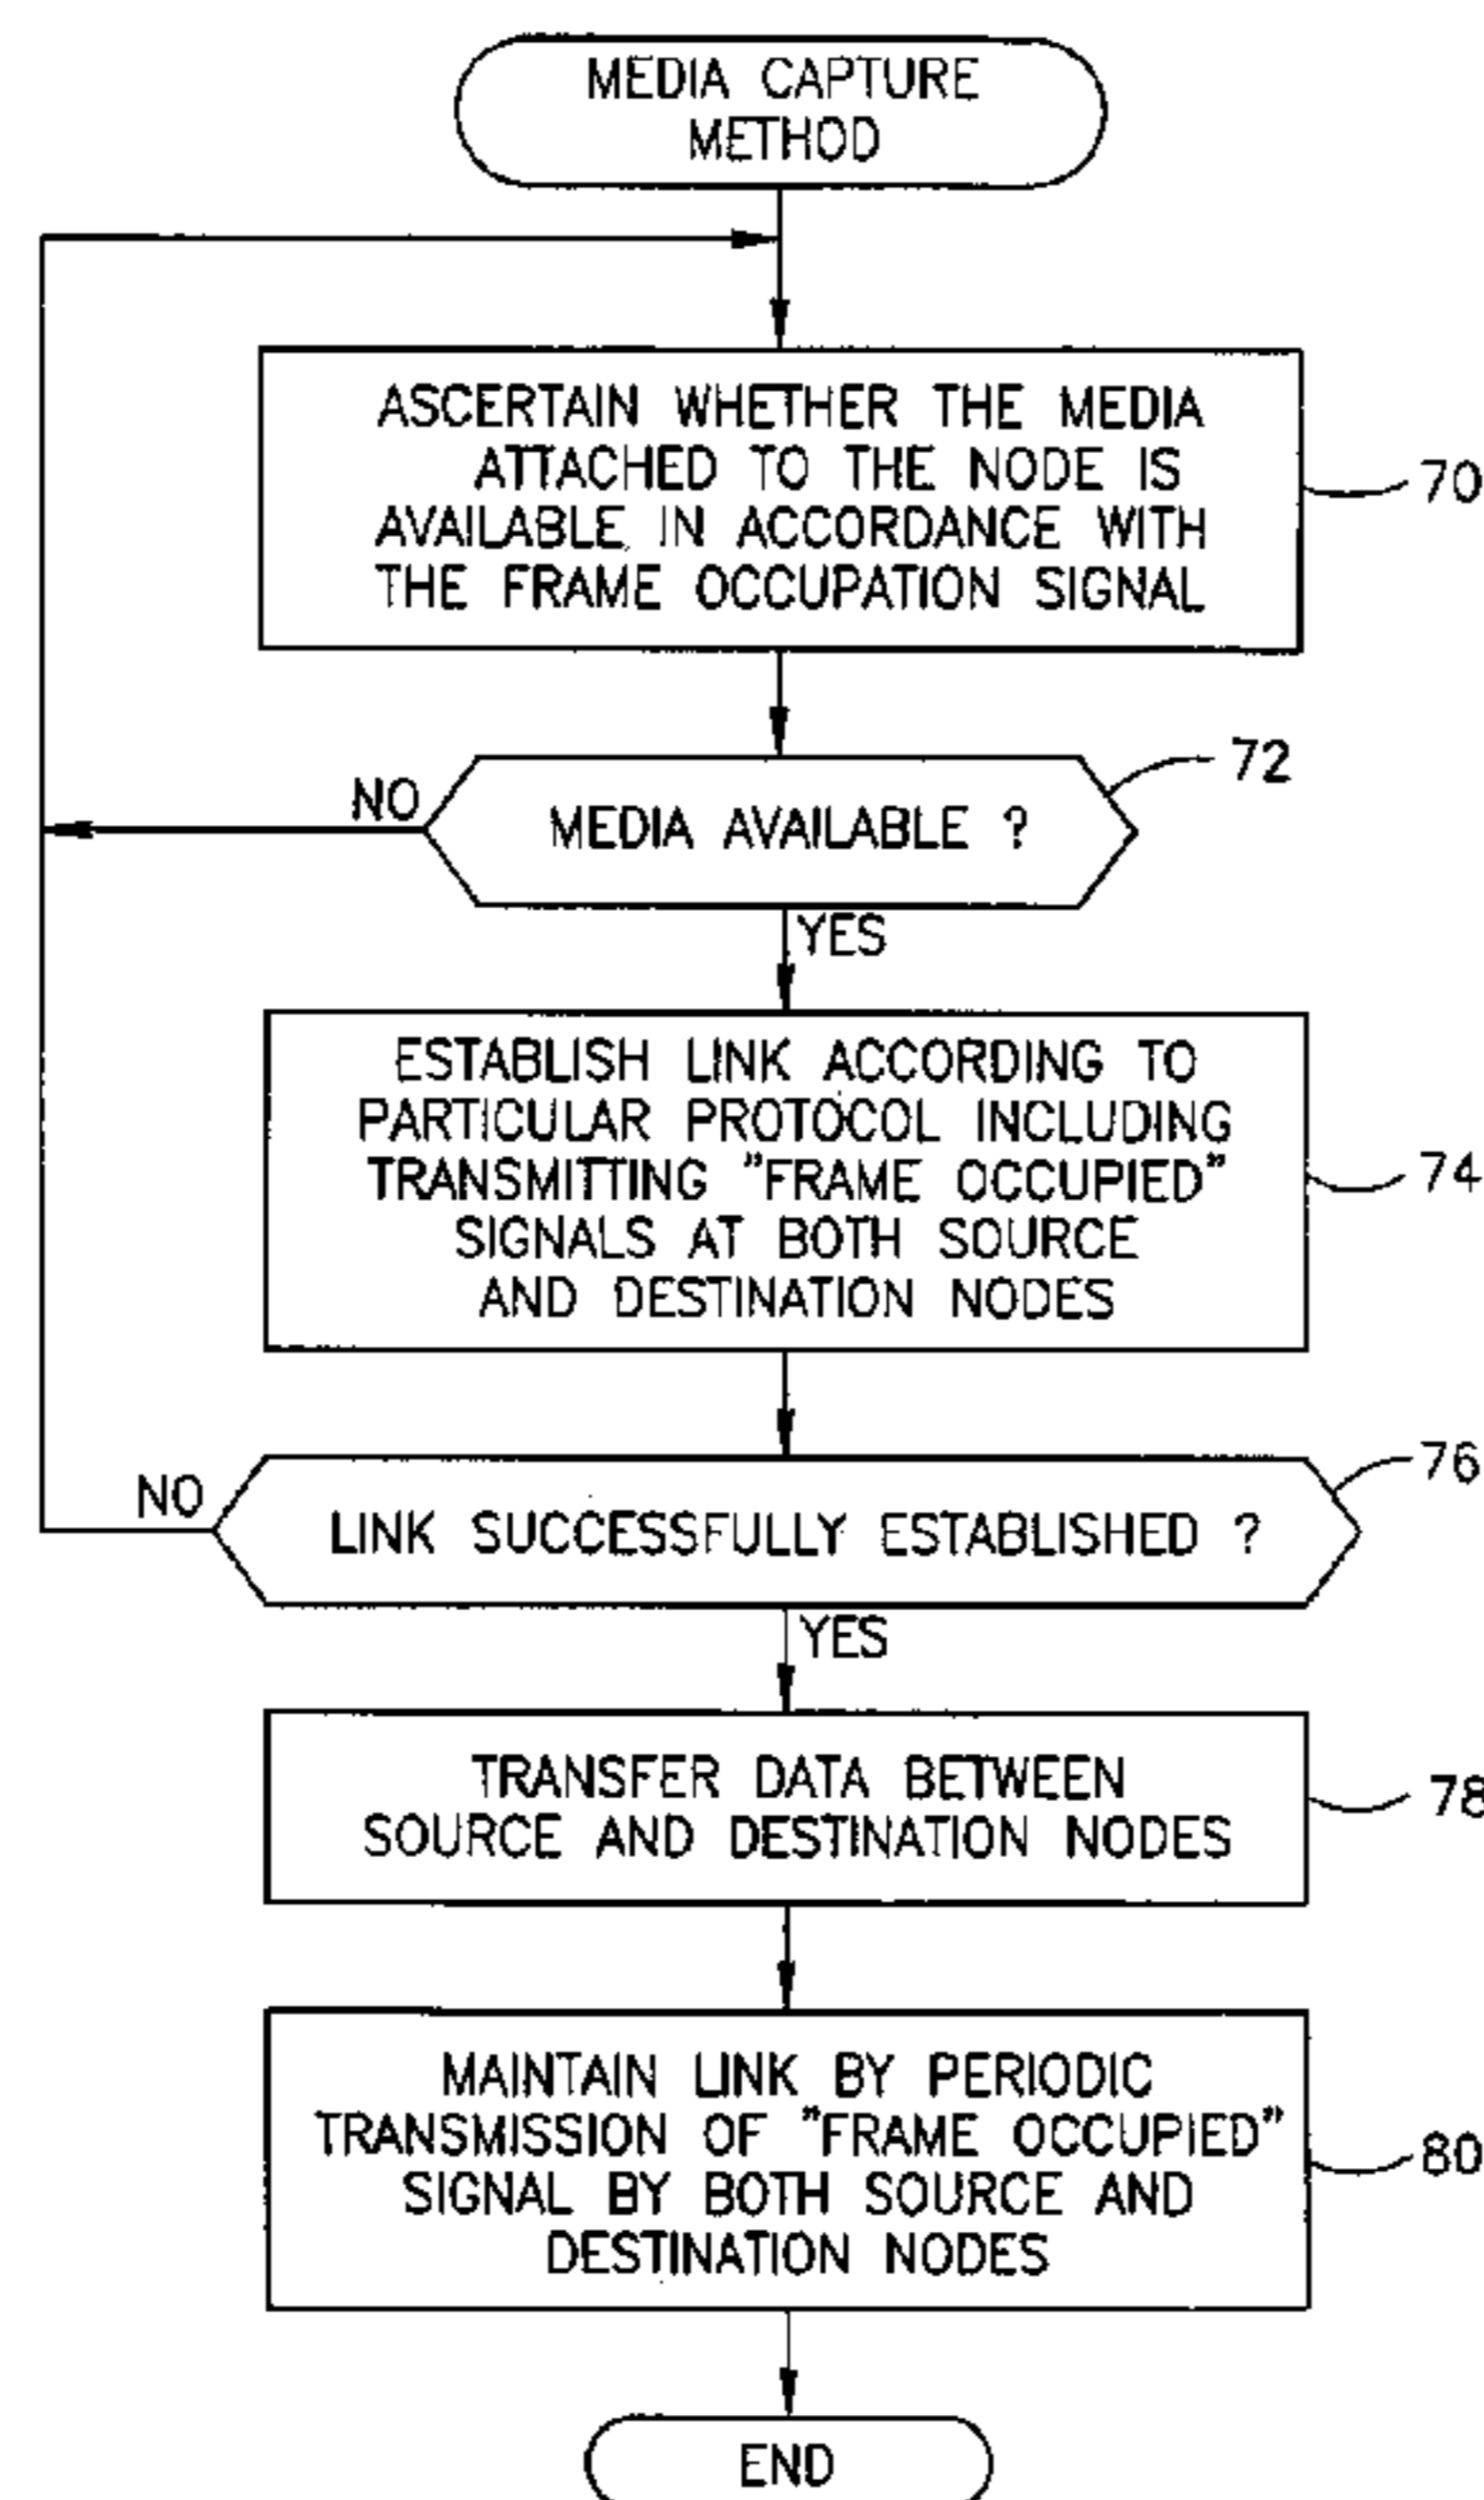 MEDIA CAPTURE
METHOD
ASCERTAIN WHETHER THE MEDIA
ATTACHED TO THE NODE IS
AVAILABLE IN ACCORDANCE WITH
THE FRAME OCCUPATION SIGNAL
70
72
NO
MEDIA AVAILABLE ?
YES
ESTABLISH LINK ACCORDING TO
PARTICULAR PROTOCOL INCLUDING
TRANSMITTING "FRAME OCCUPIED"
SIGNALS AT BOTH SOURCE
AND DESTINATION NODES
74
76
NO
LINK SUCCESSFULLY ESTABLISHED ?
YES
TRANSFER DATA BETWEEN
SOURCE AND DESTINATION NODES
78
MAINTAIN LINK BY PERIODIC
TRANSMISSION OF "FRAME OCCUPIED"
SIGNAL BY BOTH SOURCE AND
DESTINATION NODES
80
END